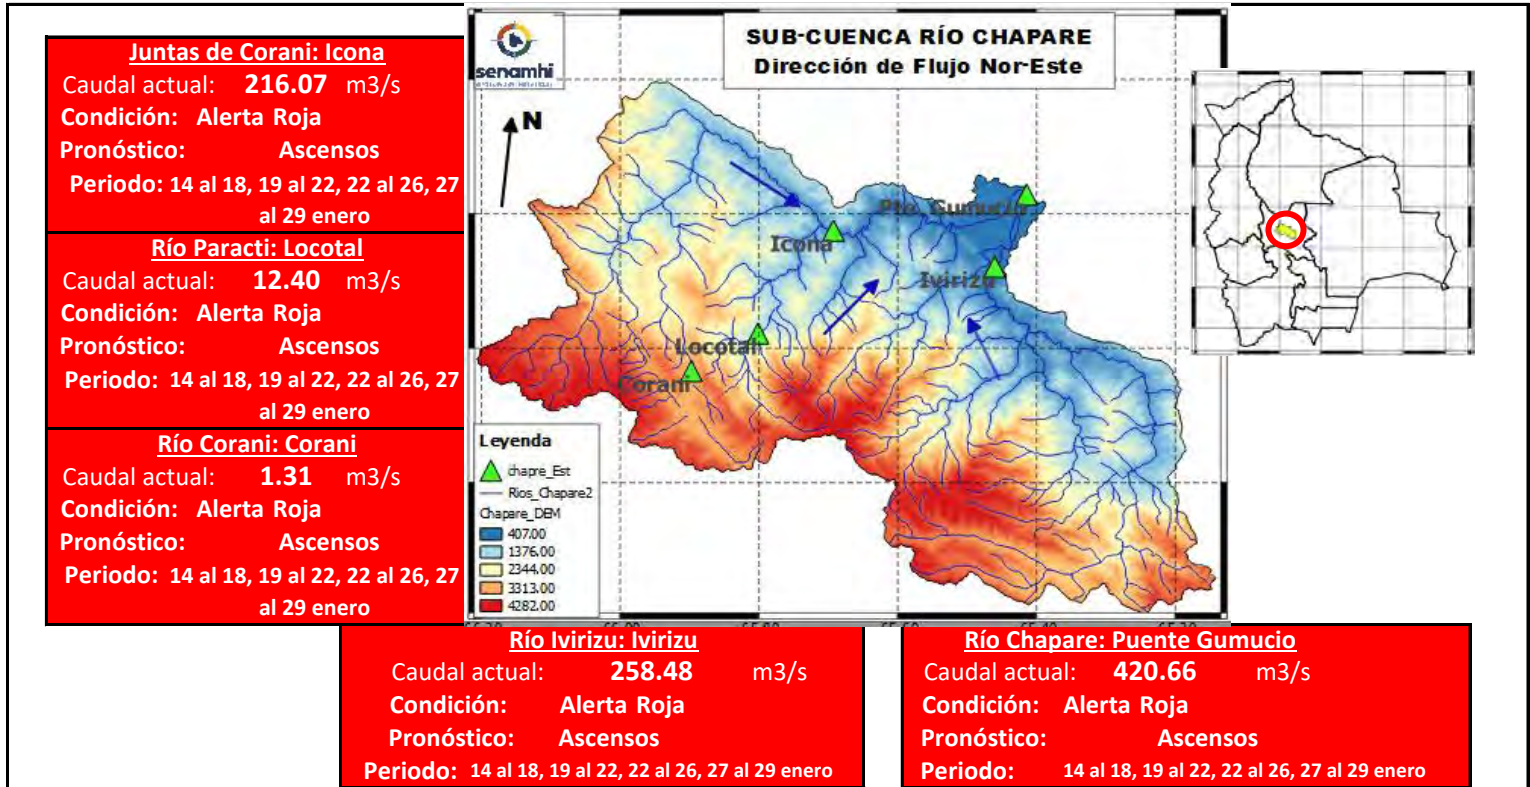 Juntas de Corani: Icona
Caudal actual: 216.07 m3/s
Condición: Alerta Roja
Pronóstico: Ascensos
Periodo: 14 al 18, 19 al 22, 22 al 26, 27
al 29 enero
Río Paracti: Locotal
Caudal actual: 12.40 m3/s
Condición: Alerta Roja
Pronóstico: Ascensos
Periodo: 14 al 18, 19 al 22, 22 al 26, 27
al 29 enero
Río Corani: Corani
Caudal actual: 1.31 m3/s
Condición: Alerta Roja
Pronóstico: Ascensos
Periodo: 14 al 18, 19 al 22, 22 al 26, 27
al 29 enero
senamhi
SUB-CUENCA RÍO CHAPARE
Dirección de Flujo Nor-Este
N
Pte. Gumucio
Icona
Ivirizu
Locotal
Corani
Leyenda
chapre_Est
Rios_Chapare2
Chapare_DEM
407.00
1376.00
2344.00
3313.00
4282.00
Río Ivirizu: Ivirizu
Caudal actual: 258.48 m3/s
Condición: Alerta Roja
Pronóstico: Ascensos
Periodo: 14 al 18, 19 al 22, 22 al 26, 27 al 29 enero
Río Chapare: Puente Gumucio
Caudal actual: 420.66 m3/s
Condición: Alerta Roja
Pronóstico: Ascensos
Periodo: 14 al 18, 19 al 22, 22 al 26, 27 al 29 enero